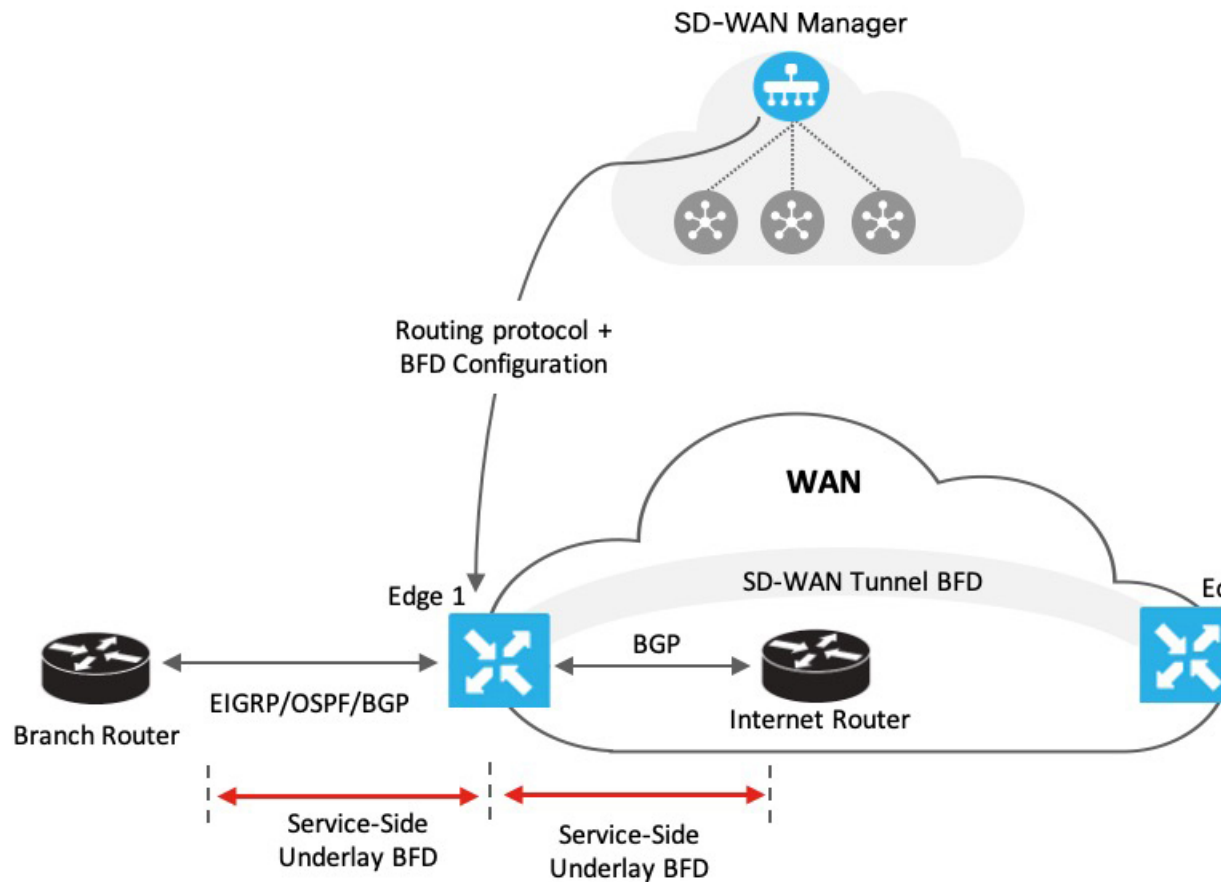 SD-WAN Manager
Routing protocol +
BFD Configuration
WAN
SD-WAN Tunnel BFD
Edge 1
Ed
BGP
EIGRP/OSPF/BGP
Internet Router
Branch Router
Service-Side
Underlay BFD
Service-Side
Underlay BFD